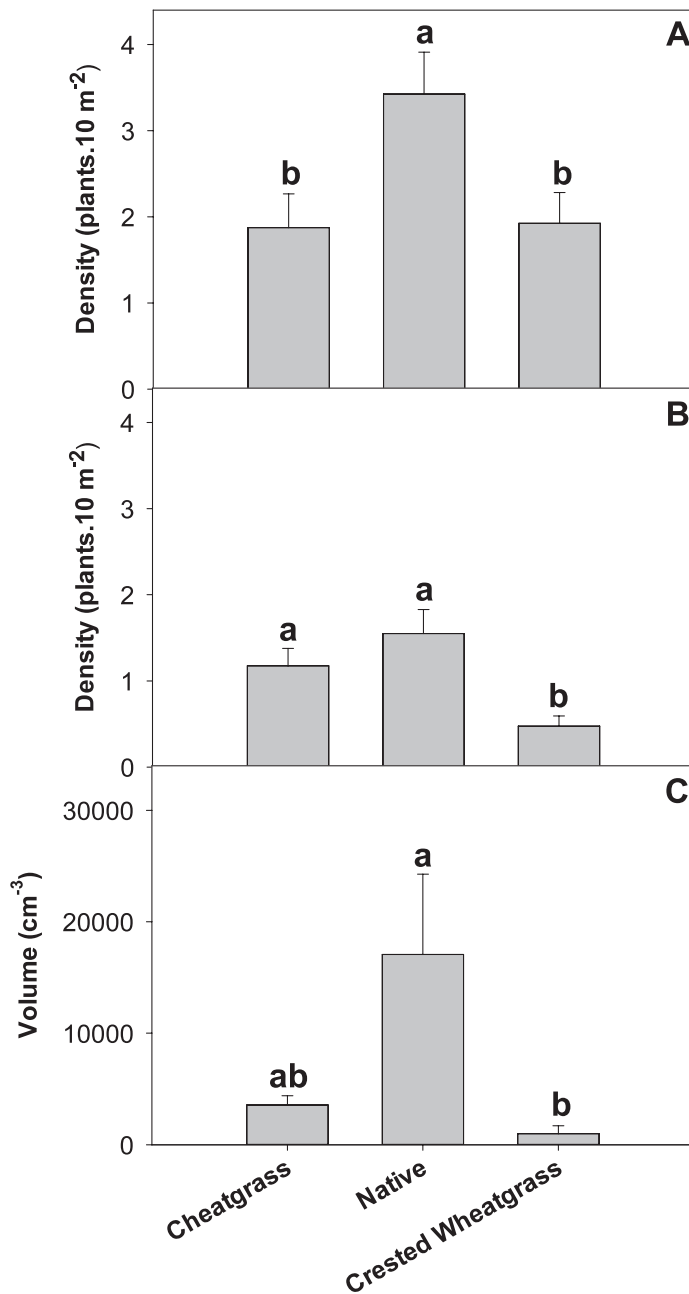 A
Density (plants.10 m-2)
4
3
2
1
0
b
a
b
B
Density (plants.10 m-2)
4
3
2
1
0
a
a
b
C
Volume (cm-3)
30000
20000
10000
0
ab
a
b
Cheatgrass
Native
Crested Wheatgrass